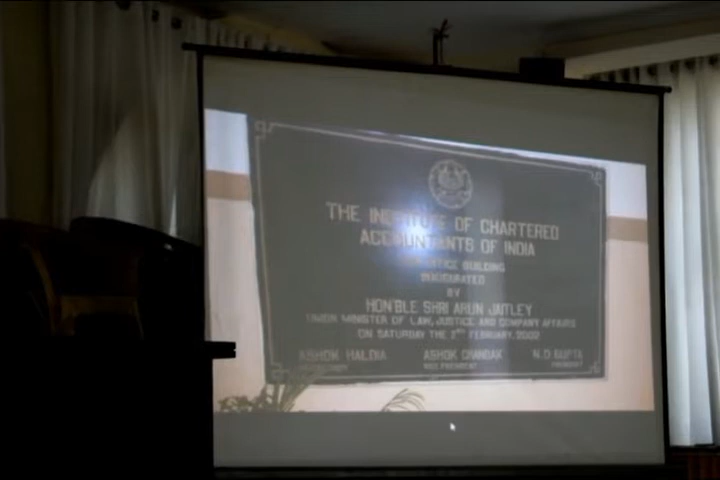 THE INSTITUTE OF CHARTERED
ACCOUNTANTS OF INDIA
BUILDING
INAUGURATED
BY
HON'BLE SHRI ARUN JAITLEY
UNION MINISTER OF LAW, JUSTICE AND COMPANY AFFAIRS
ON SATURDAY THE 2ND FEBRUARY, 2002
ASHOK HALDIA ASHOK CHANDAK N.D GUPTA
SECRETARY VICE PRESIDENT PRESIDENT